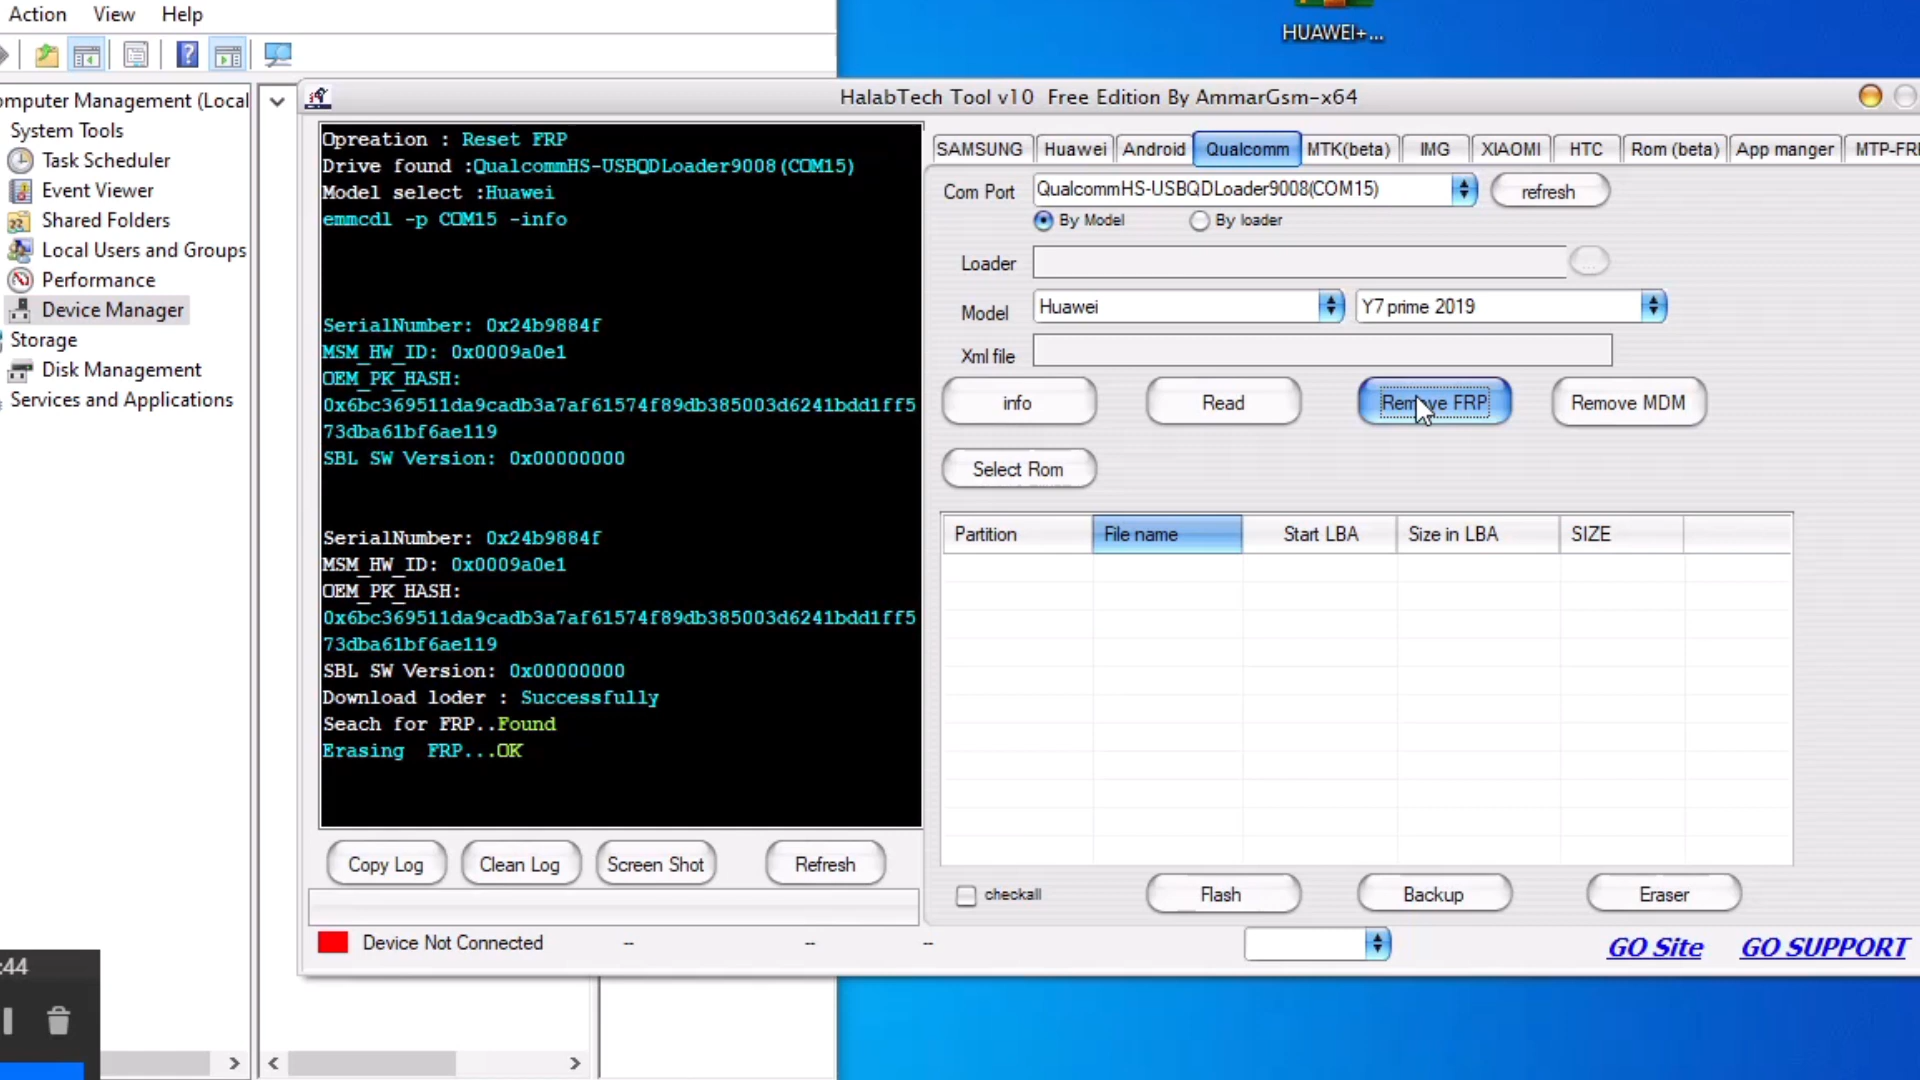 Action View Help
HUAWEI+...
omputer Management (Local
System Tools
Task Scheduler
Event Viewer
Shared Folders
Local Users and Groups
Performance
Device Manager
Storage
Disk Management
Services and Applications
HalabTech Tool v10 Free Edition By AmmarGsm-x64
Opreation : Reset FRP
Drive found :QualcommHS-USBQDLoader9008(COM15)
Model select :Huawei
emmcdl -p COM15 -info
SerialNumber: 0x24b9884f
MSM_HW_ID: 0x0009a0e1
OEM_PK_HASH:
0x6bc369511da9cadb3a7af61574f89db385003d6241bdd1ff5
73dba61bf6ae119
SBL SW Version: 0x00000000
SerialNumber: 0x24b9884f
MSM_HW_ID: 0x0009a0e1
OEM_PK_HASH:
0x6bc369511da9cadb3a7af61574f89db385003d6241bdd1ff5
73dba61bf6ae119
SBL SW Version: 0x00000000
Download loder : Successfully
Seach for FRP..Found
Erasing FRP...OK
Copy Log Clean Log Screen Shot Refresh
Device Not Connected -- -- --
SAMSUNG Huawei Android Qualcomm MTK(beta) IMG XIAOMI HTC Rom (beta) App manger MTP-FR
Com Port QualcommHS-USBQDLoader9008(COM15) refresh
By Model By loader
Loader ...
Model Huawei Y7 prime 2019
Xml file
info Read Remove FRP Remove MDM
Select Rom
Partition File name Start LBA Size in LBA SIZE
checkall Flash Backup Eraser
GO Site GO SUPPORT
:44